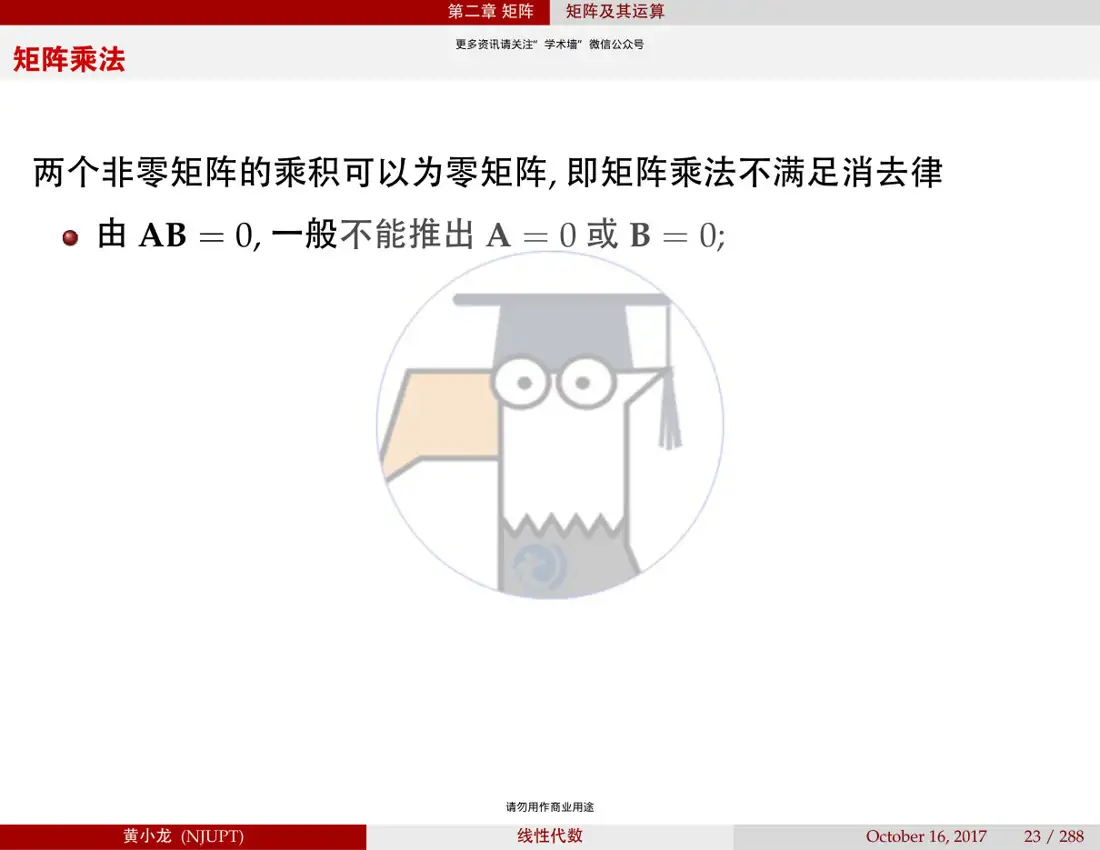 第二章 矩阵 矩阵及其运算
更多资讯请关注“学术墙”微信公众号
矩阵乘法
两个非零矩阵的乘积可以为零矩阵, 即矩阵乘法不满足消去律
由 AB = 0, 一般不能推出 A = 0 或 B = 0;
请勿用作商业用途
黄小龙 (NJUPT) 线性代数 October 16, 2017 23 / 288